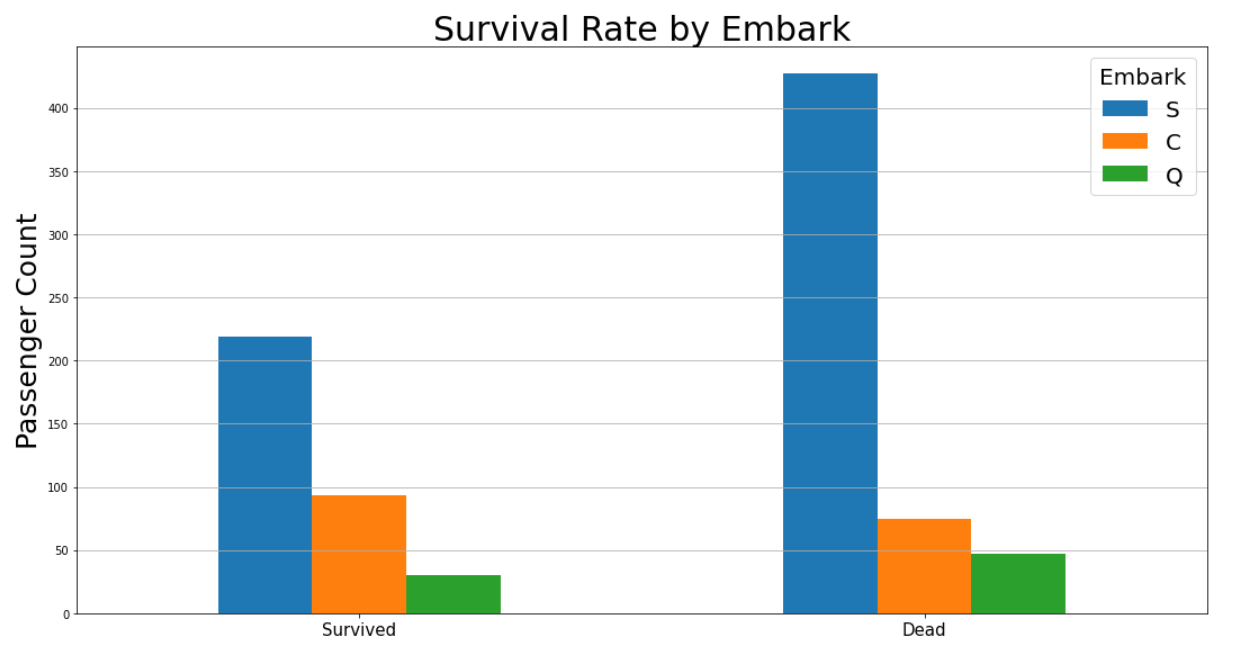 Survival Rate by Embark
Passenger Count
400
350
300
250
200
150
100
50
0
Embark
S
C
Q
Survived
Dead